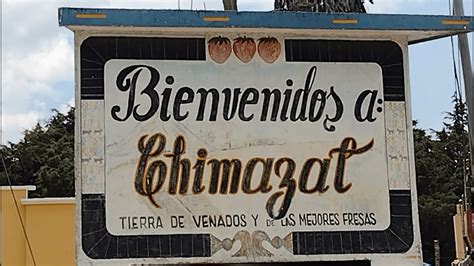 Bienvenidos a:
Chimazat
TIERRA DE VENADOS Y DE LAS MEJORES FRESAS